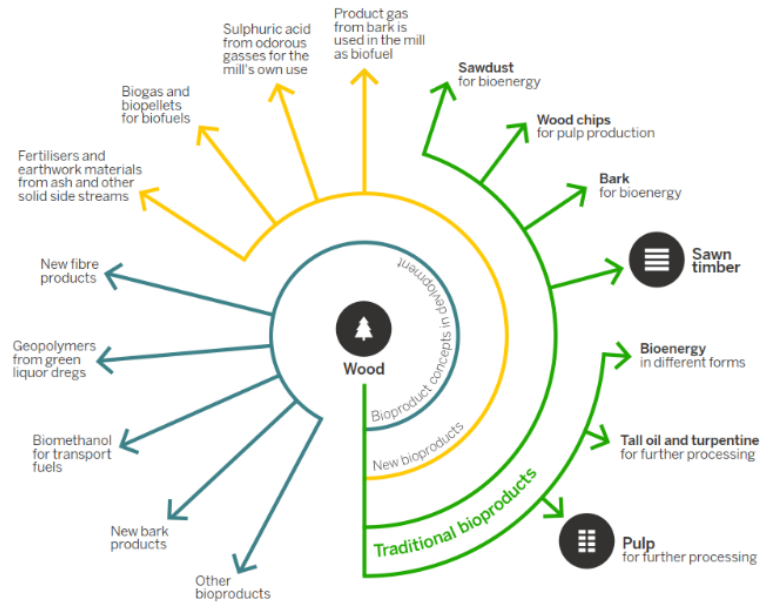 Product gas
from bark is
used in the mill
as biofuel
Sulphuric acid
from odorous
gasses for the
mill's own use
Biogas and
biopellets
for biofuels
Fertilisers and
earthwork materials
from ash and other
solid side streams
New fibre
products
Geopolymers
from green
liquor dregs
Biomethanol
for transport
fuels
New bark
products
Other
bioproducts
Sawdust
for bioenergy
Wood chips
for pulp production
Bark
for bioenergy
Sawn
timber
Bioenergy
in different forms
Tall oil and turpentine
for further processing
Pulp
for further processing
Wood
Bioproduct concepts in devlopment
New bioproducts
Traditional bioproducts